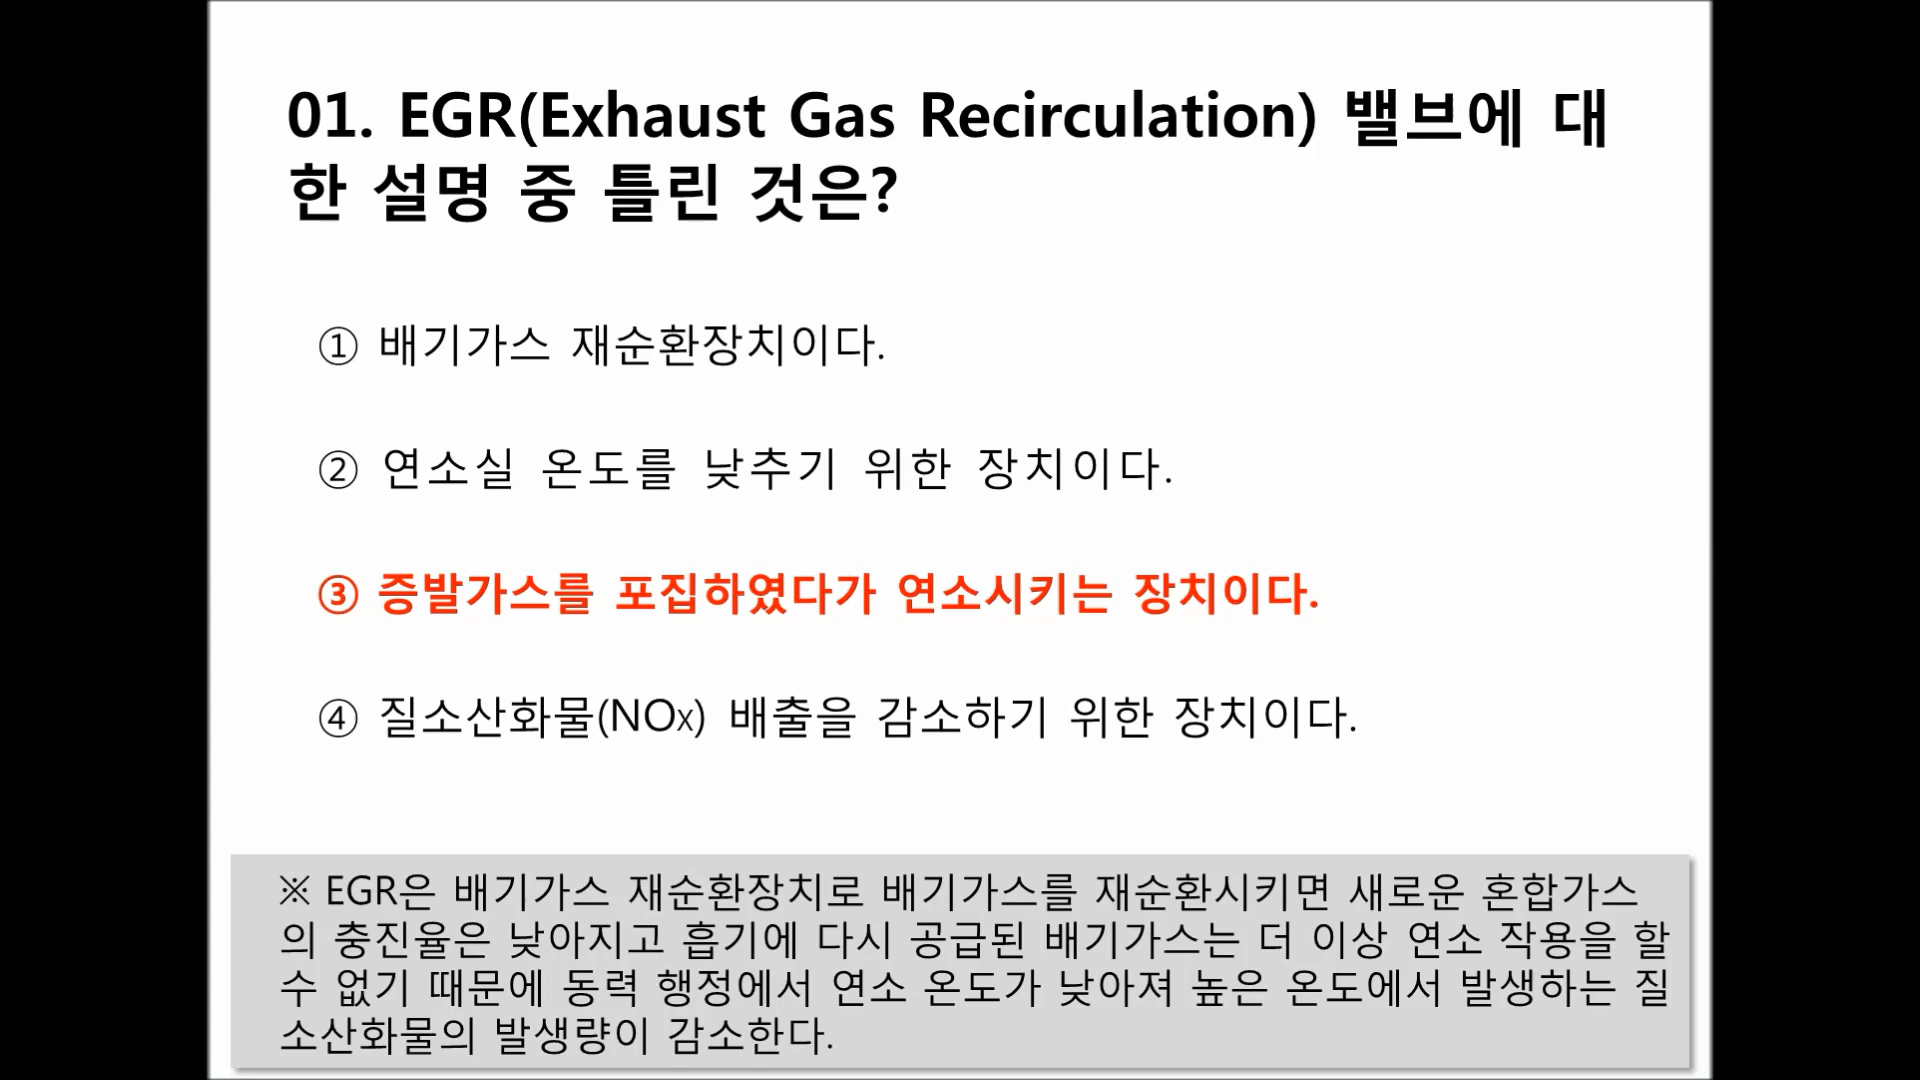 01. EGR(Exhaust Gas Recirculation) 밸브에 대
한 설명 중 틀린 것은?
① 배기가스 재순환장치이다.
② 연소실 온도를 낮추기 위한 장치이다.
③ 증발가스를 포집하였다가 연소시키는 장치이다.
④ 질소산화물(NOx) 배출을 감소하기 위한 장치이다.
※ EGR은 배기가스 재순환장치로 배기가스를 재순환시키면 새로운 혼합가스
의 충진율은 낮아지고 흡기에 다시 공급된 배기가스는 더 이상 연소 작용을 할
수 없기 때문에 동력 행정에서 연소 온도가 낮아져 높은 온도에서 발생하는 질
소산화물의 발생량이 감소한다.